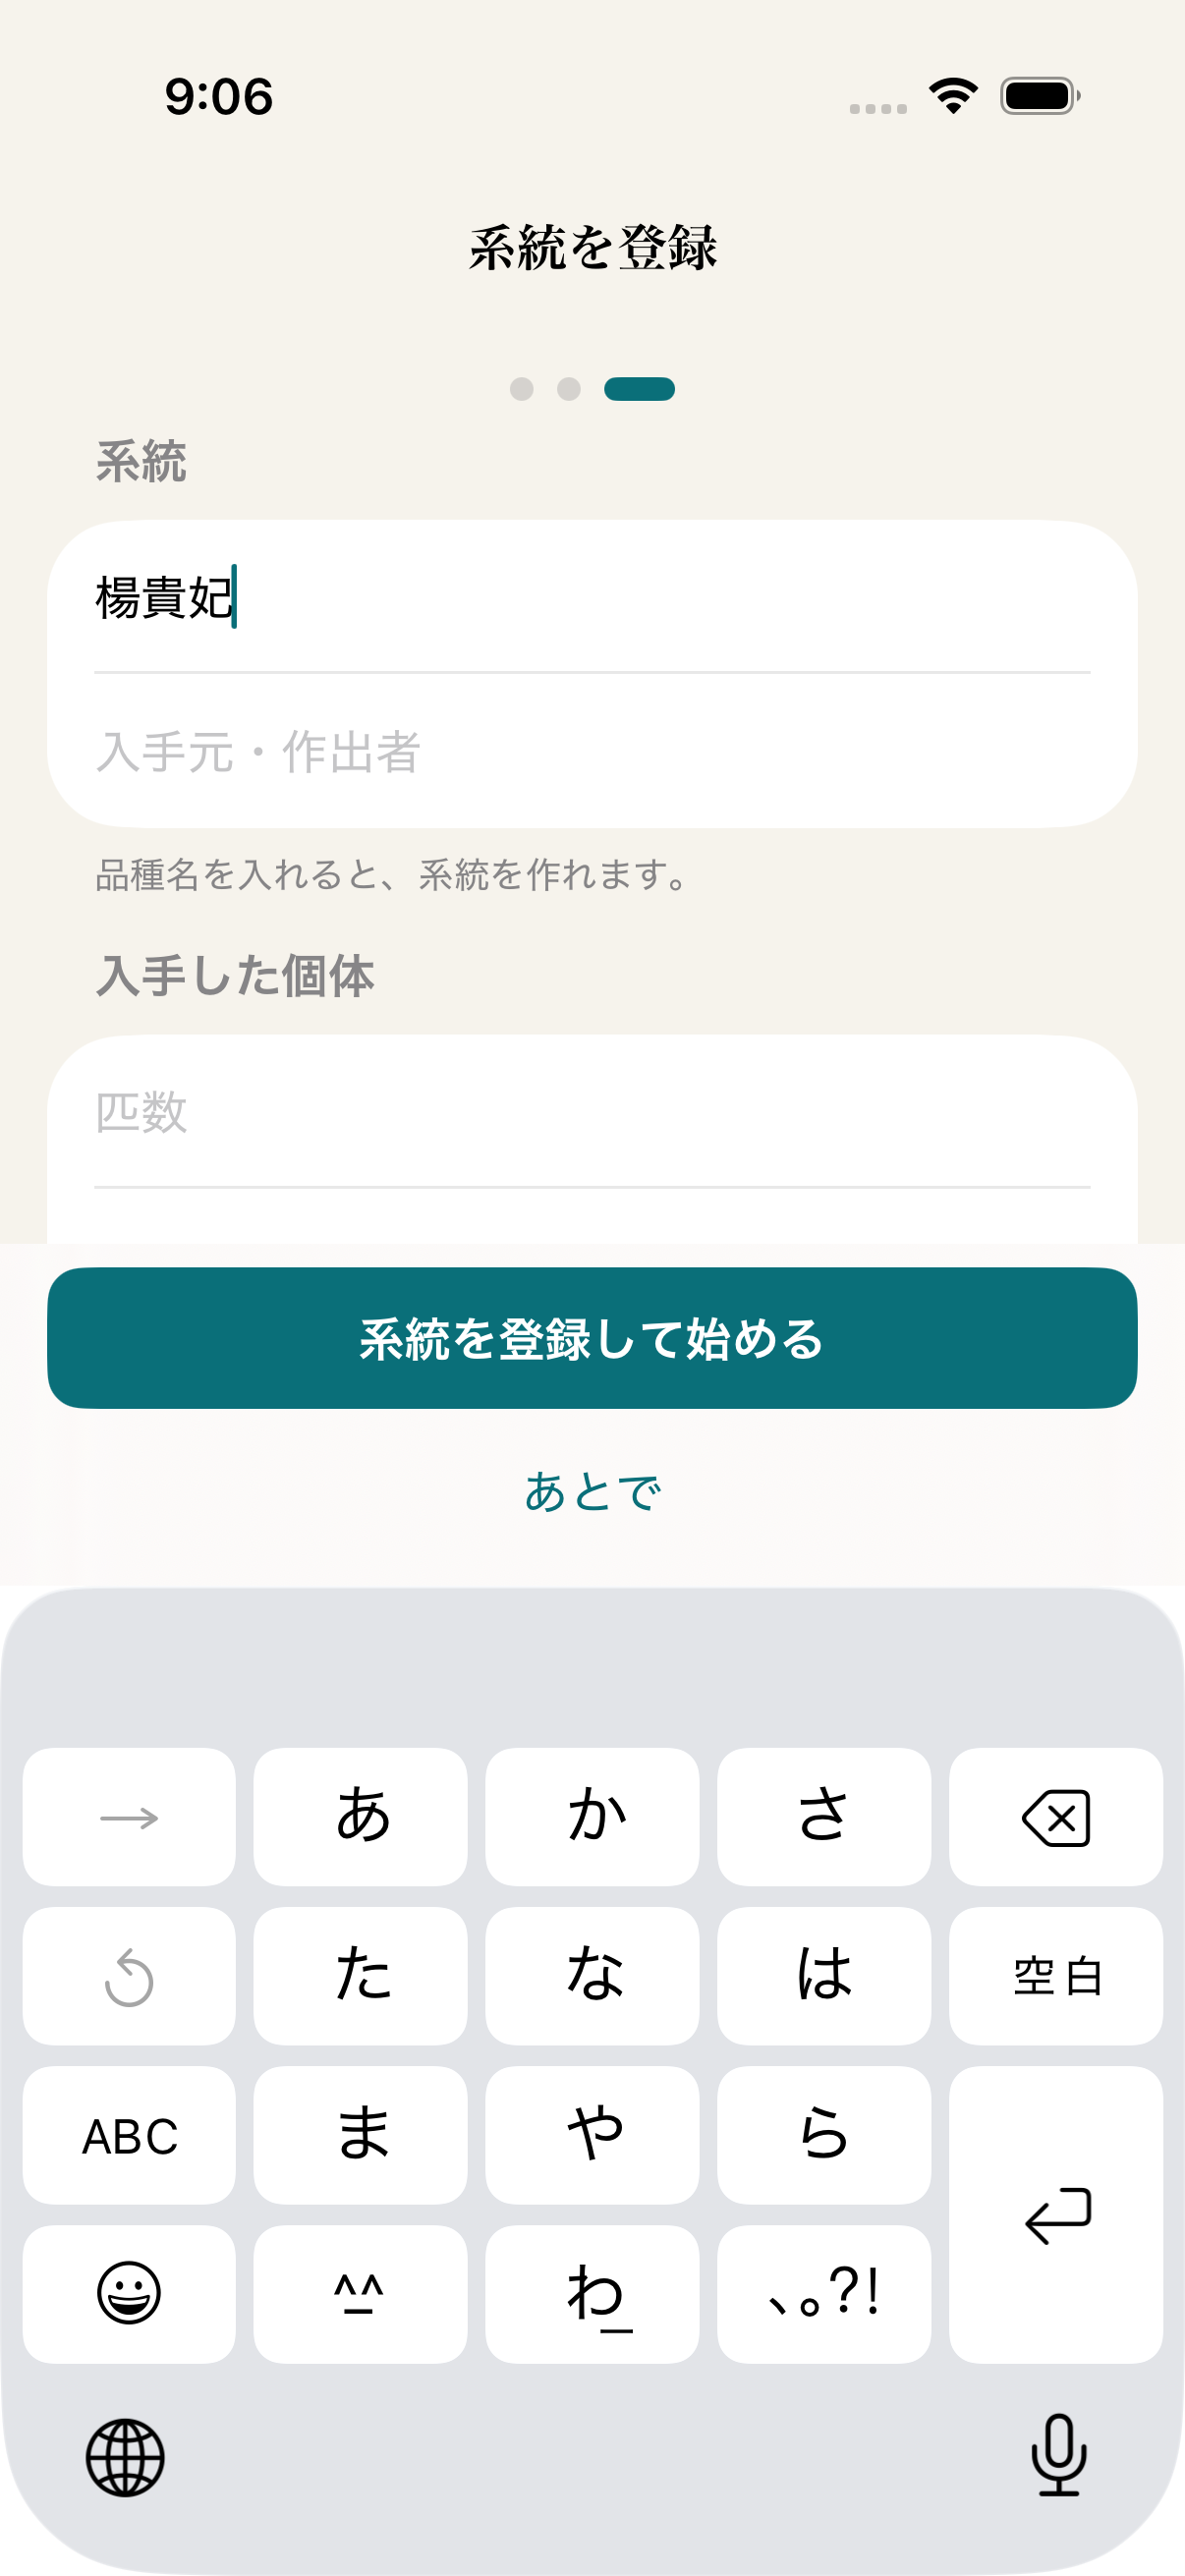 9:06
系統を登録
系統
楊貴妃
入手元・作出者
品種名を入れると、系統を作れます。
入手した個体
匹数
系統を登録して始める
あとで
→ あ か さ
た な は 空白
ABC ま や ら
^_^ わ_ 、。?!